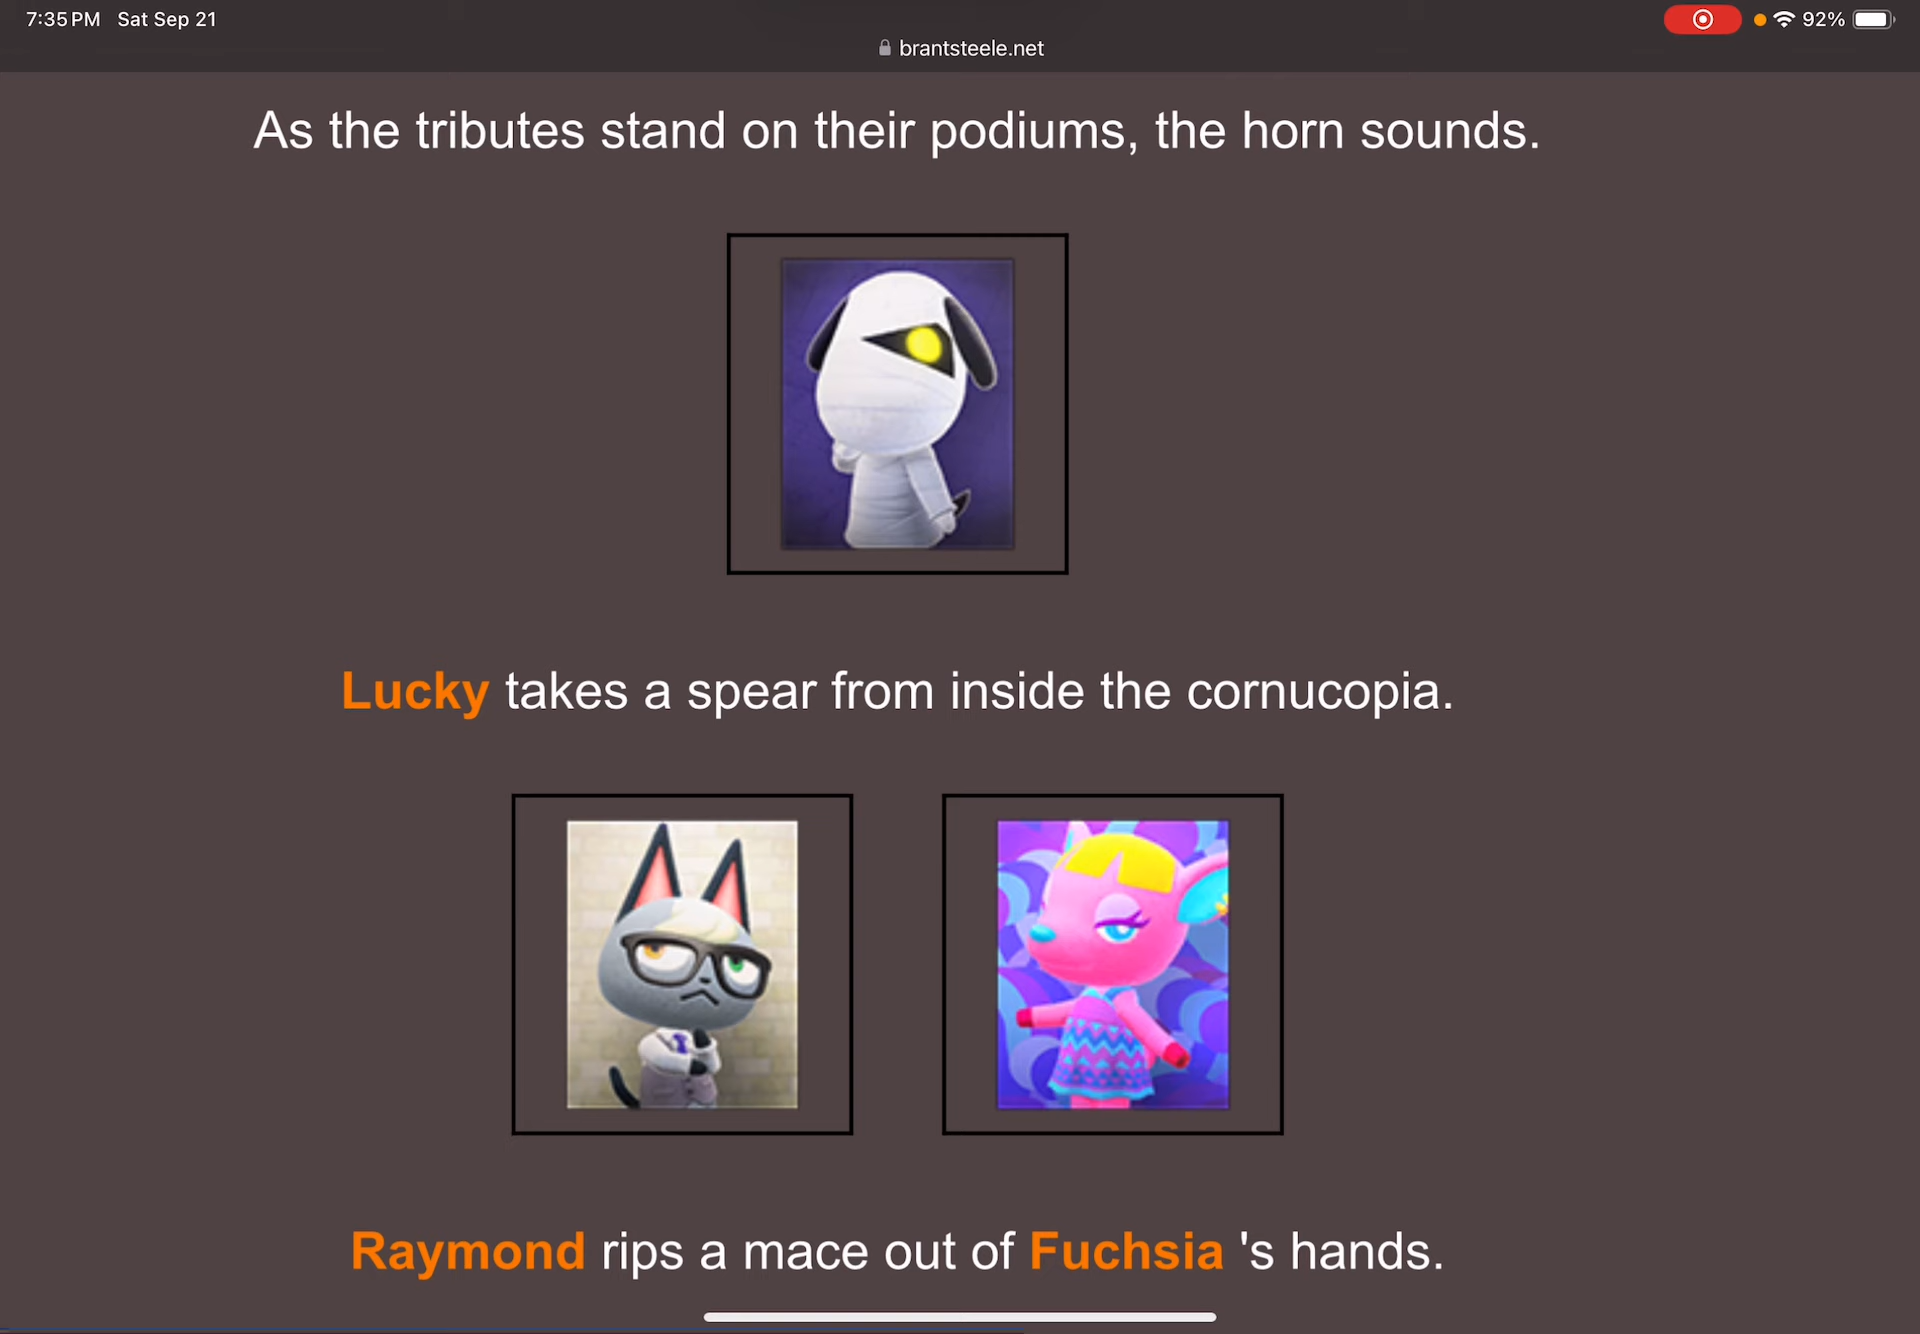 7:35 PM Sat Sep 21
92%
brantsteele.net
As the tributes stand on their podiums, the horn sounds.
Lucky takes a spear from inside the cornucopia.
Raymond rips a mace out of Fuchsia 's hands.